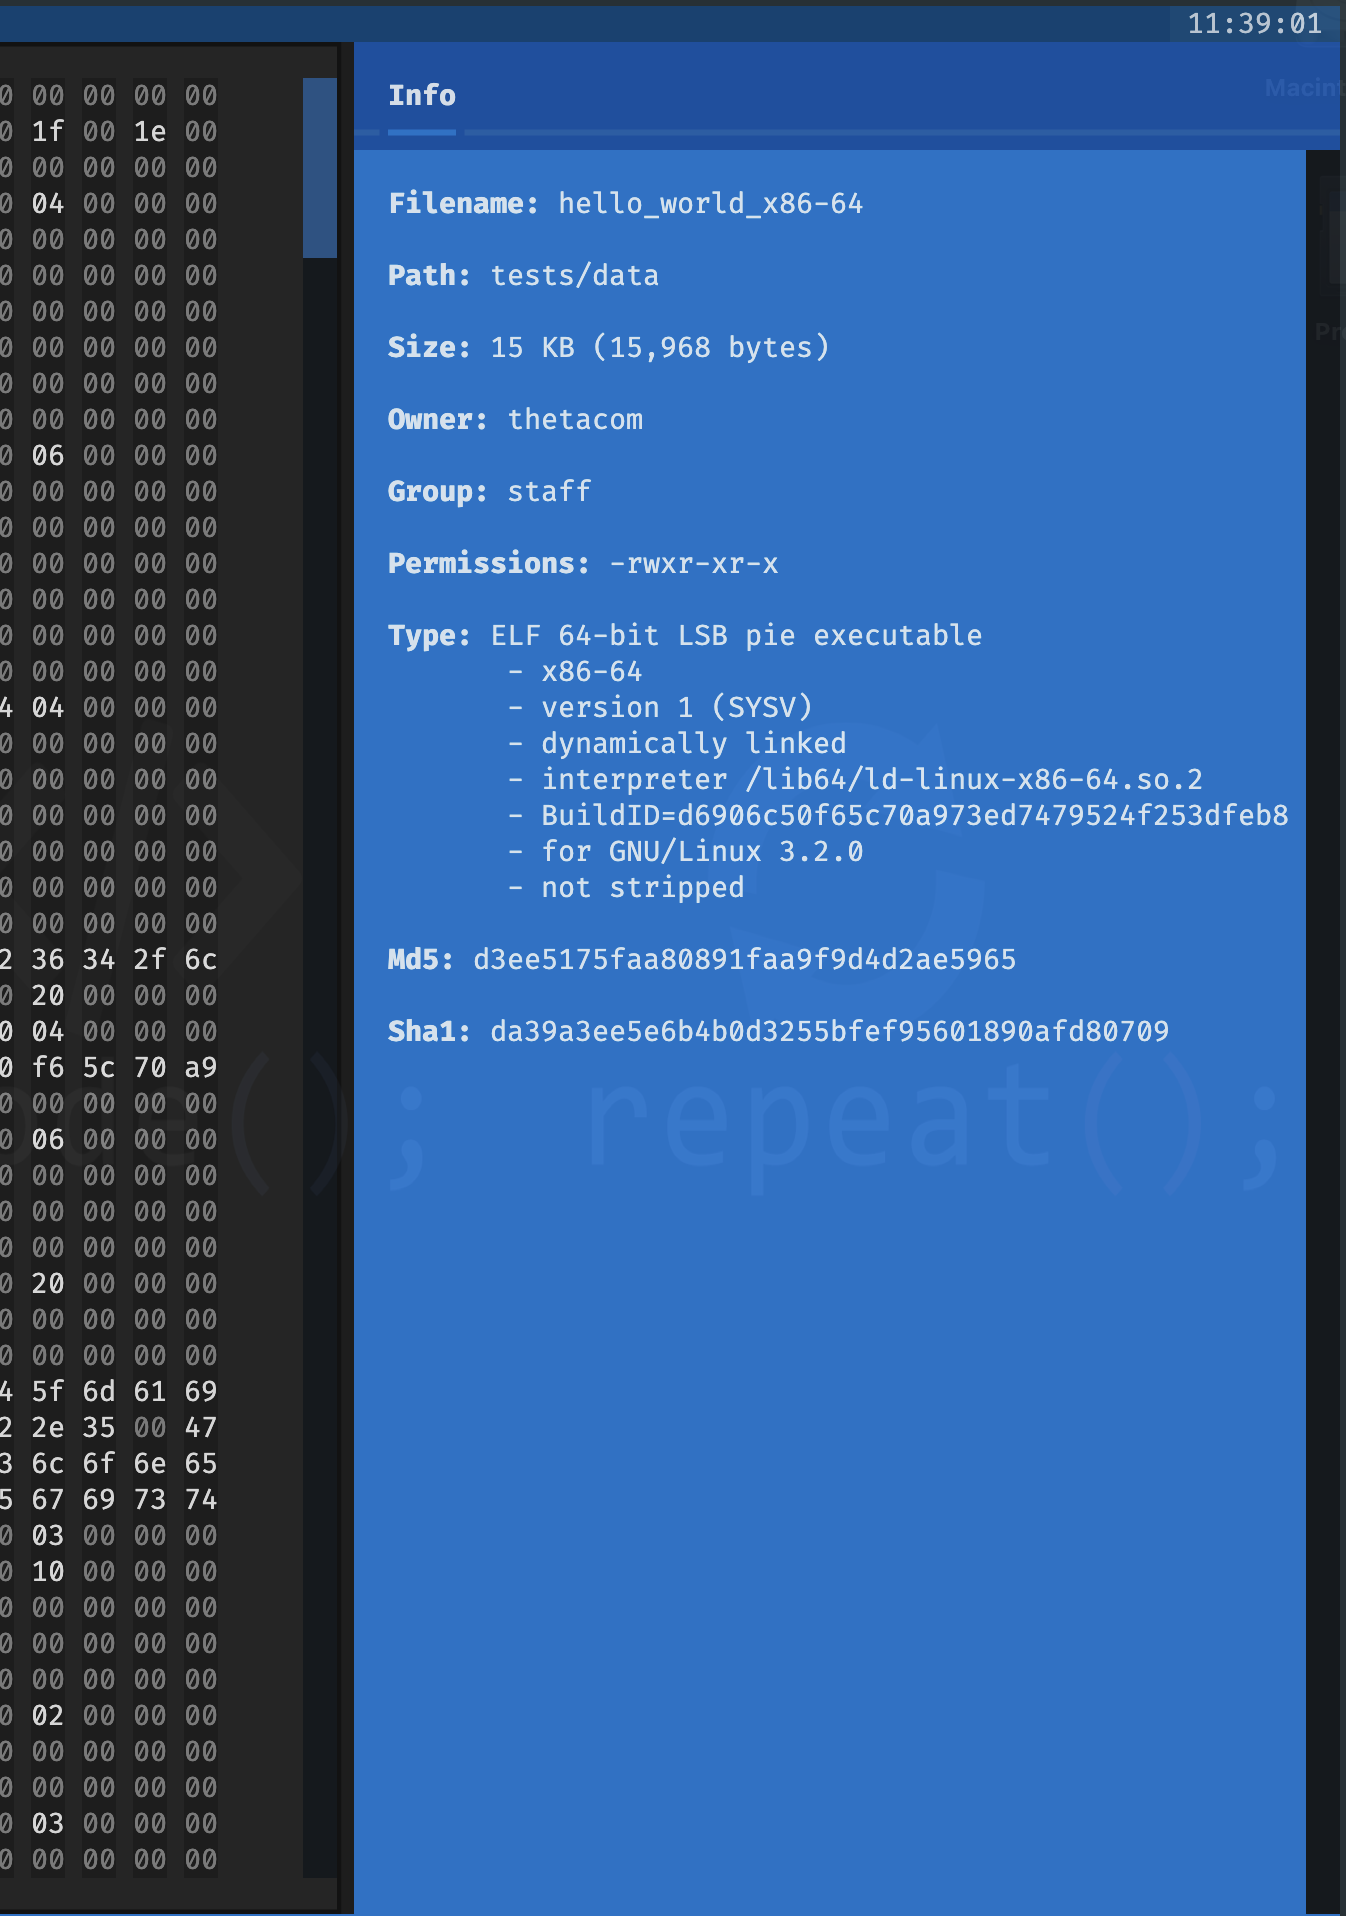 11:39:01
Info
Macint
Filename: hello_world_x86-64
Path: tests/data
Size: 15 KB (15,968 bytes)
Pr
Owner: thetacom
Group: staff
Permissions: -rwxr-xr-x
Type: ELF 64-bit LSB pie executable
- x86-64
- version 1 (SYSV)
- dynamically linked
- interpreter /lib64/ld-linux-x86-64.so.2
- BuildID=d6906c50f65c70a973ed7479524f253dfeb8
- for GNU/Linux 3.2.0
- not stripped
Md5: d3ee5175faa80891faa9f9d4d2ae5965
Sha1: da39a3ee5e6b4b0d3255bfef95601890afd80709
ode(); repeat();
0 00 00 00 00
0 1f 00 1e 00
0 00 00 00 00
0 04 00 00 00
0 00 00 00 00
0 00 00 00 00
0 00 00 00 00
0 00 00 00 00
0 00 00 00 00
0 00 00 00 00
0 06 00 00 00
0 00 00 00 00
0 00 00 00 00
0 00 00 00 00
0 00 00 00 00
0 00 00 00 00
0 00 00 00 00
4 04 00 00 00
0 00 00 00 00
0 00 00 00 00
0 00 00 00 00
0 00 00 00 00
0 00 00 00 00
0 00 00 00 00
2 36 34 2f 6c
0 20 00 00 00
0 04 00 00 00
0 f6 5c 70 a9
0 00 00 00 00
0 06 00 00 00
0 00 00 00 00
0 00 00 00 00
0 00 00 00 00
0 20 00 00 00
0 00 00 00 00
0 00 00 00 00
4 5f 6d 61 69
2 2e 35 00 47
3 6c 6f 6e 65
5 67 69 73 74
0 03 00 00 00
0 10 00 00 00
0 00 00 00 00
0 00 00 00 00
0 00 00 00 00
0 02 00 00 00
0 00 00 00 00
0 00 00 00 00
0 03 00 00 00
0 00 00 00 00